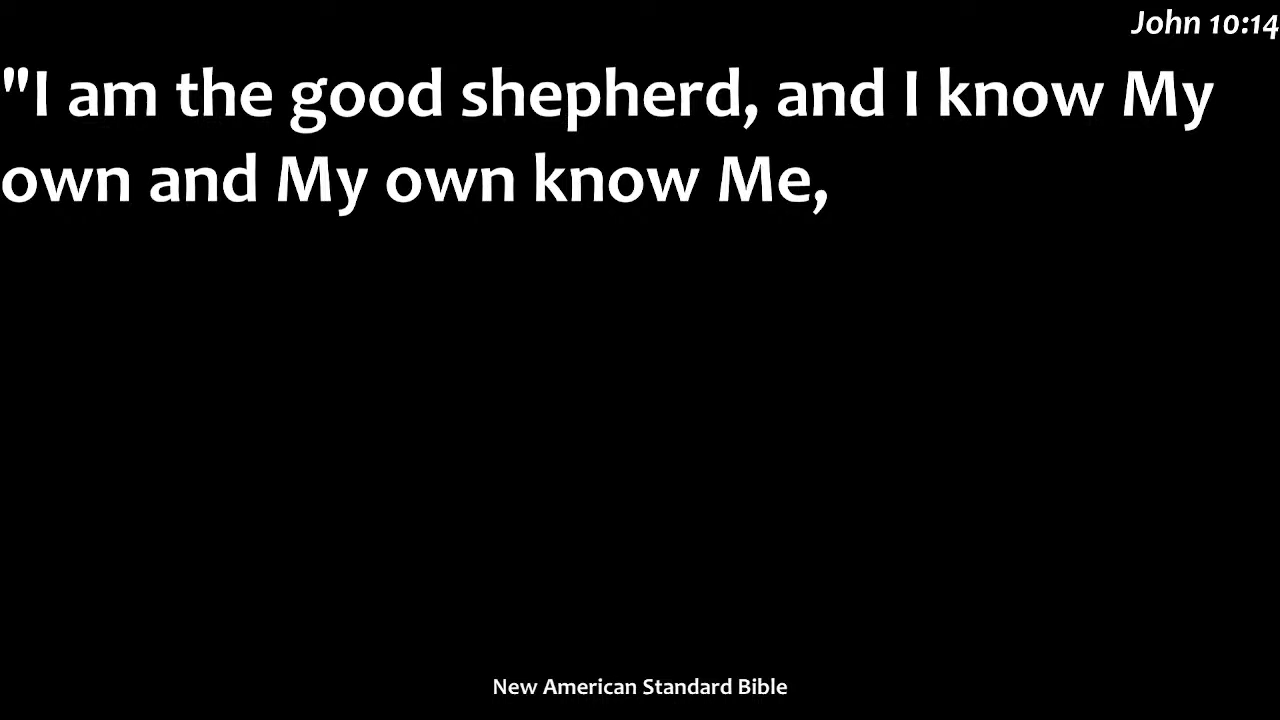 John 10:14
"I am the good shepherd, and I know My
own and My own know Me,
New American Standard Bible